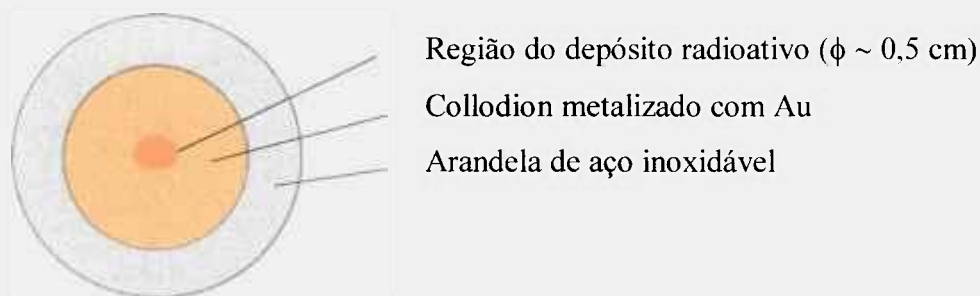 Região do depósito radioativo (ϕ ~ 0,5 cm)
Collodion metalizado com Au
Arandela de aço inoxidável